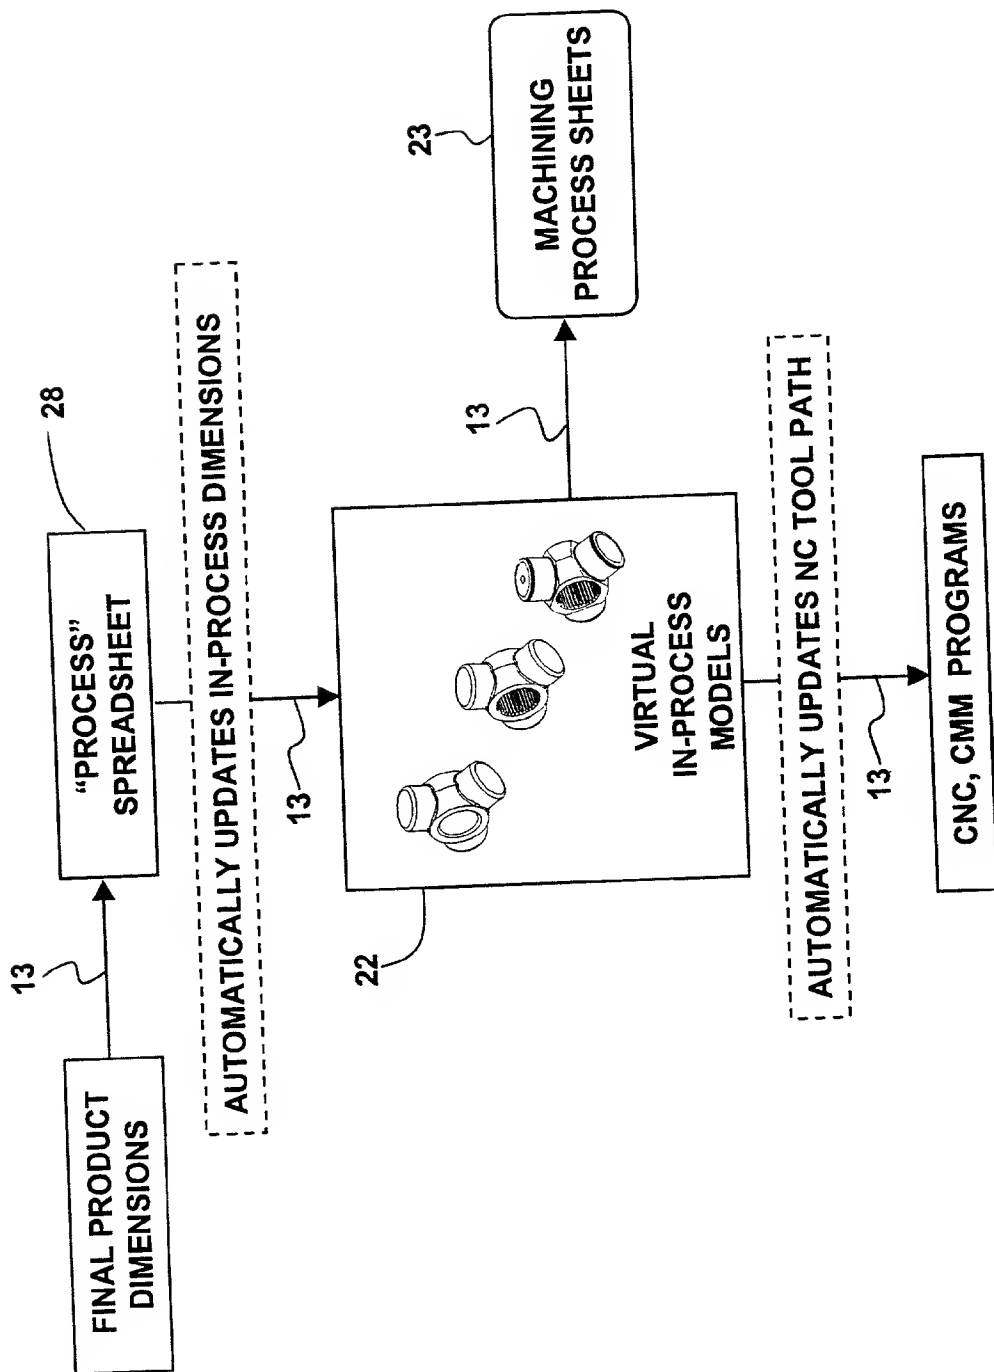 13
28
FINAL PRODUCT
DIMENSIONS
“PROCESS”
SPREADSHEET
AUTOMATICALLY UPDATES IN-PROCESS DIMENSIONS
13
22
VIRTUAL
IN-PROCESS
MODELS
13
23
MACHINING
PROCESS SHEETS
AUTOMATICALLY UPDATES NC TOOL PATH
13
CNC, CMM PROGRAMS